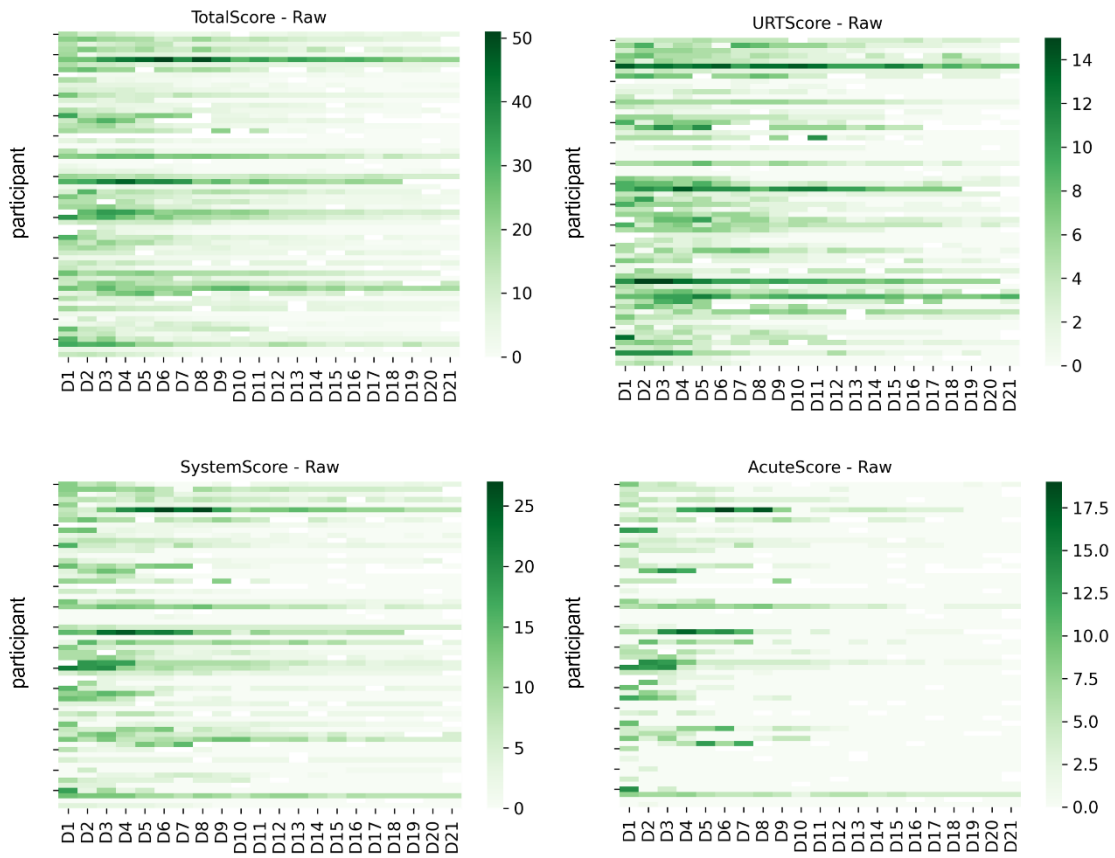 TotalScore - Raw
participant
50
40
30
20
10
0
D1 D2 D3 D4 D5 D6 D7 D8 D9 D10 D11 D12 D13 D14 D15 D16 D17 D18 D19 D20 D21
URTScore - Raw
participant
14
12
10
8
6
4
2
0
D1 D2 D3 D4 D5 D6 D7 D8 D9 D10 D11 D12 D13 D14 D15 D16 D17 D18 D19 D20 D21
SystemScore - Raw
participant
25
20
15
10
5
0
D1 D2 D3 D4 D5 D6 D7 D8 D9 D10 D11 D12 D13 D14 D15 D16 D17 D18 D19 D20 D21
AcuteScore - Raw
participant
17.5
15.0
12.5
10.0
7.5
5.0
2.5
0.0
D1 D2 D3 D4 D5 D6 D7 D8 D9 D10 D11 D12 D13 D14 D15 D16 D17 D18 D19 D20 D21